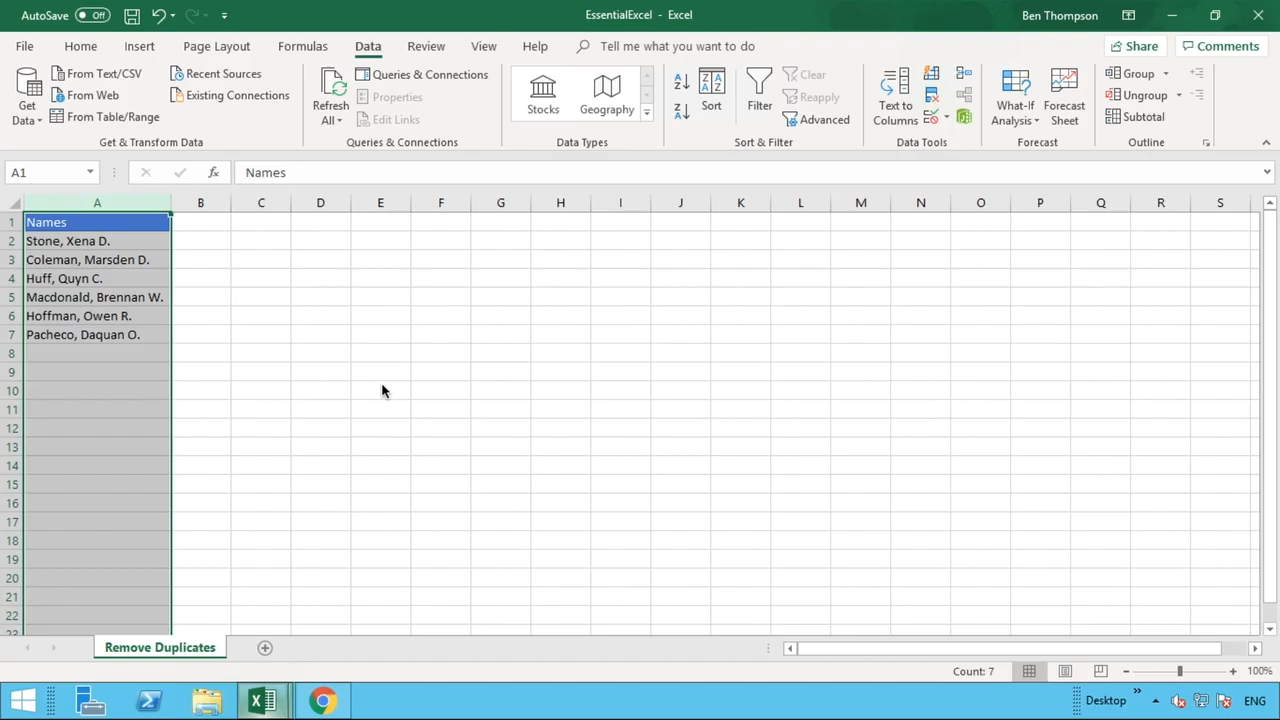 AutoSave Off EssentialExcel - Excel Ben Thompson
File Home Insert Page Layout Formulas Data Review View Help Tell me what you want to do Share Comments
Get Data
From Text/CSV
From Web
From Table/Range
Recent Sources
Existing Connections
Get & Transform Data
Refresh All
Queries & Connections
Properties
Edit Links
Queries & Connections
Stocks Geography
Data Types
Sort Filter
Clear
Reapply
Advanced
Sort & Filter
Text to Columns
Data Tools
What-If Analysis
Forecast Sheet
Forecast
Group
Ungroup
Subtotal
Outline
A1 fx Names
A B C D E F G H I J K L M N O P Q R S
1 Names
2 Stone, Xena D.
3 Coleman, Marsden D.
4 Huff, Quyn C.
5 Macdonald, Brennan W.
6 Hoffman, Owen R.
7 Pacheco, Daquan O.
8
9
10
11
12
13
14
15
16
17
18
19
20
21
22
23
Remove Duplicates
Count: 7 100%
Desktop ENG